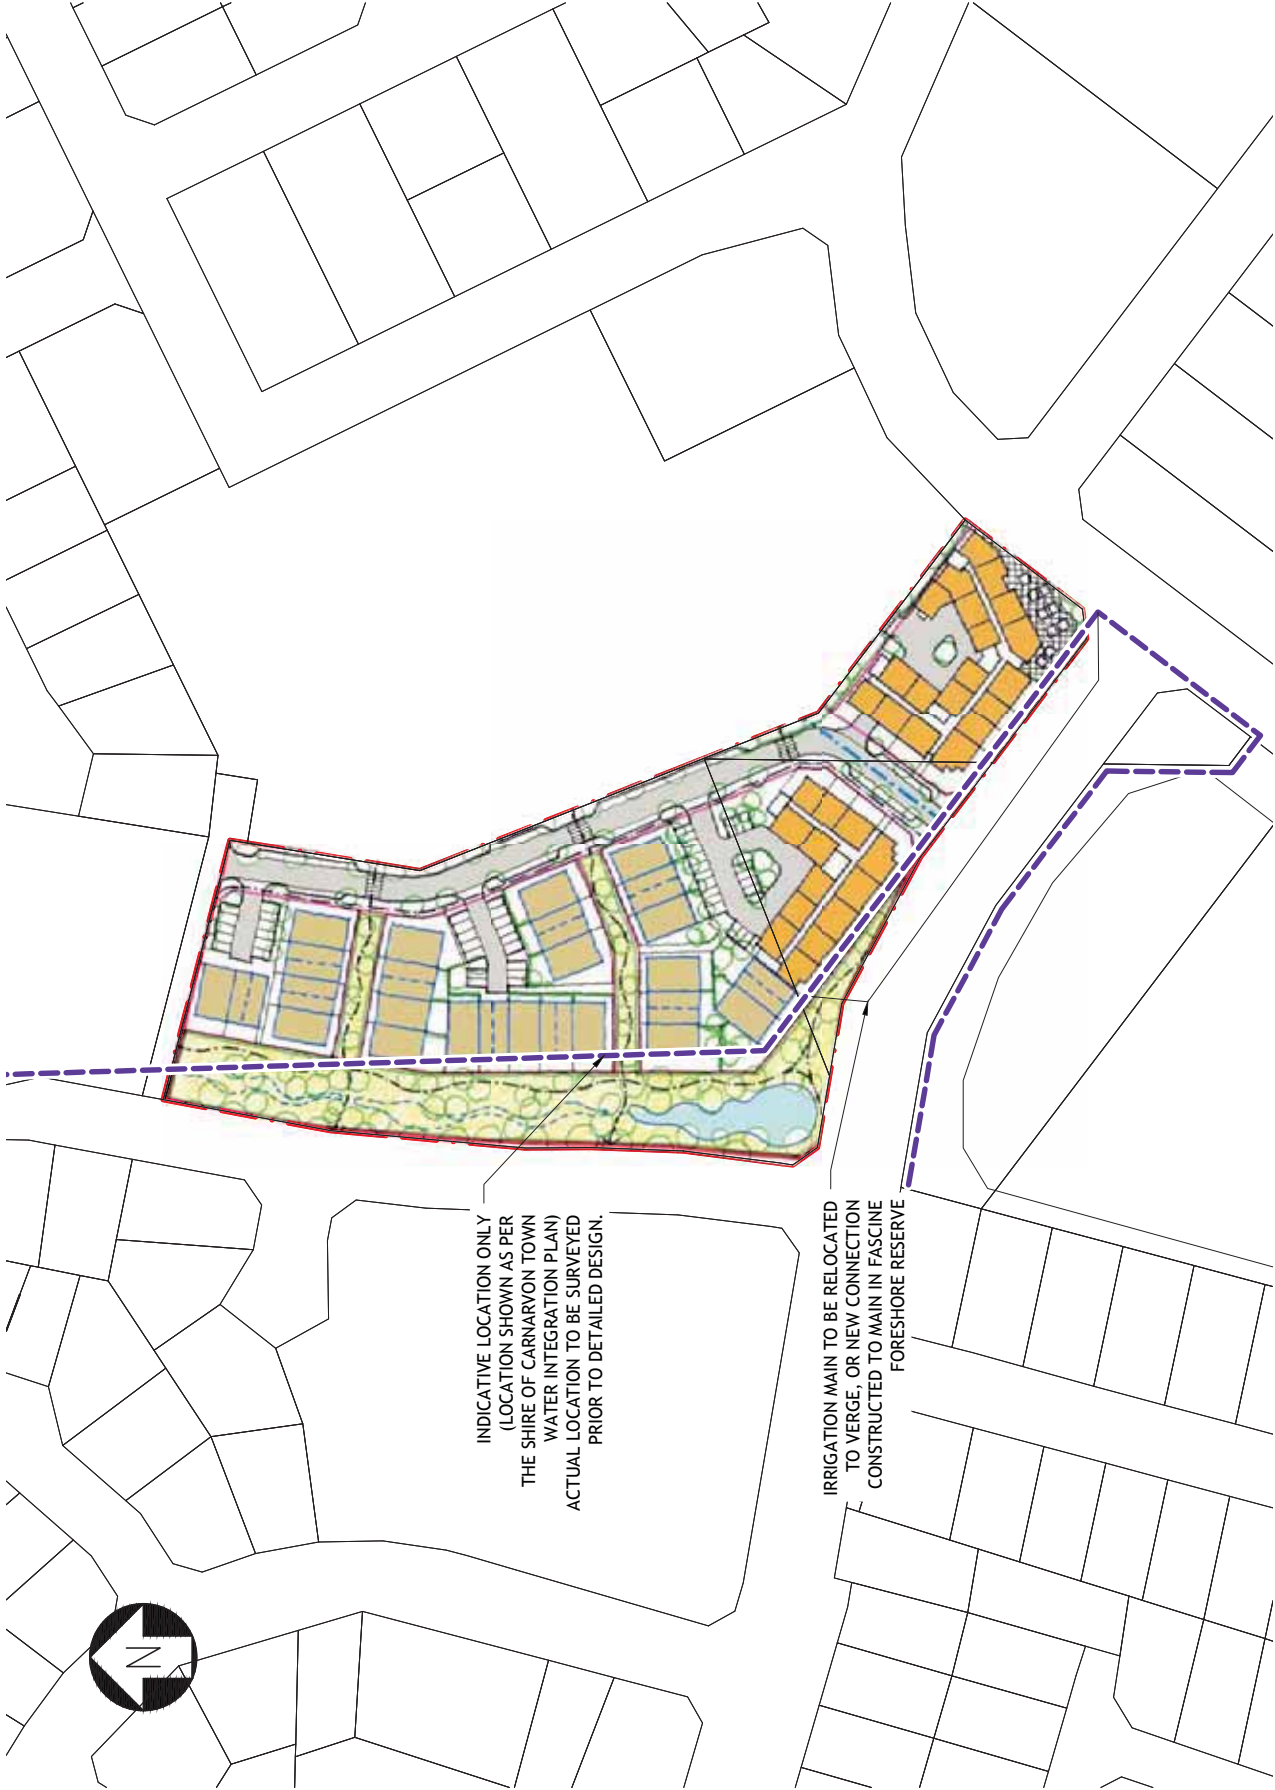 INDICATIVE LOCATION ONLY
(LOCATION SHOWN AS PER
THE SHIRE OF CARNARVON TOWN
WATER INTEGRATION PLAN)
ACTUAL LOCATION TO BE SURVEYED
PRIOR TO DETAILED DESIGN.
IRRIGATION MAIN TO BE RELOCATED
TO VERGE, OR NEW CONNECTION
CONSTRUCTED TO MAIN IN FASCINE
FORESHORE RESERVE
N